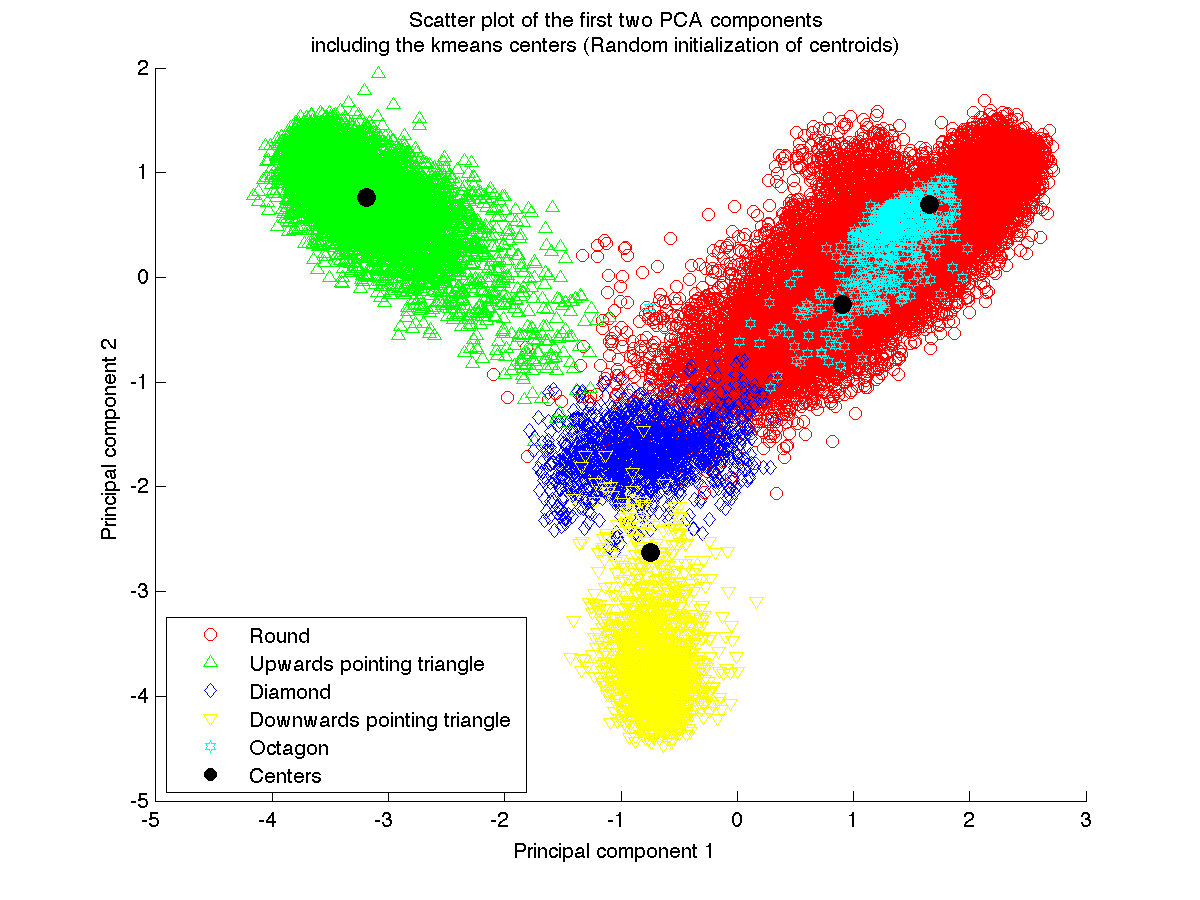 Scatter plot of the first two PCA components
including the kmeans centers (Random initialization of centroids)
2
1
0
-1
-2
-3
-4
-5
Principal component 2
Round
Upwards pointing triangle
Diamond
Downwards pointing triangle
Octagon
Centers
-5 -4 -3 -2 -1 0 1 2 3
Principal component 1